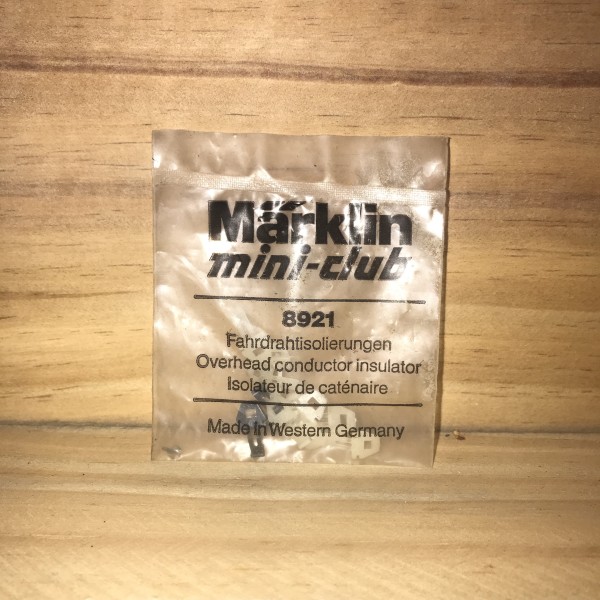 Märklin
mini-club
8921
Fahrdrahtisolierungen
Overhead conductor insulator
Isolateur de caténaire
Made in Western Germany